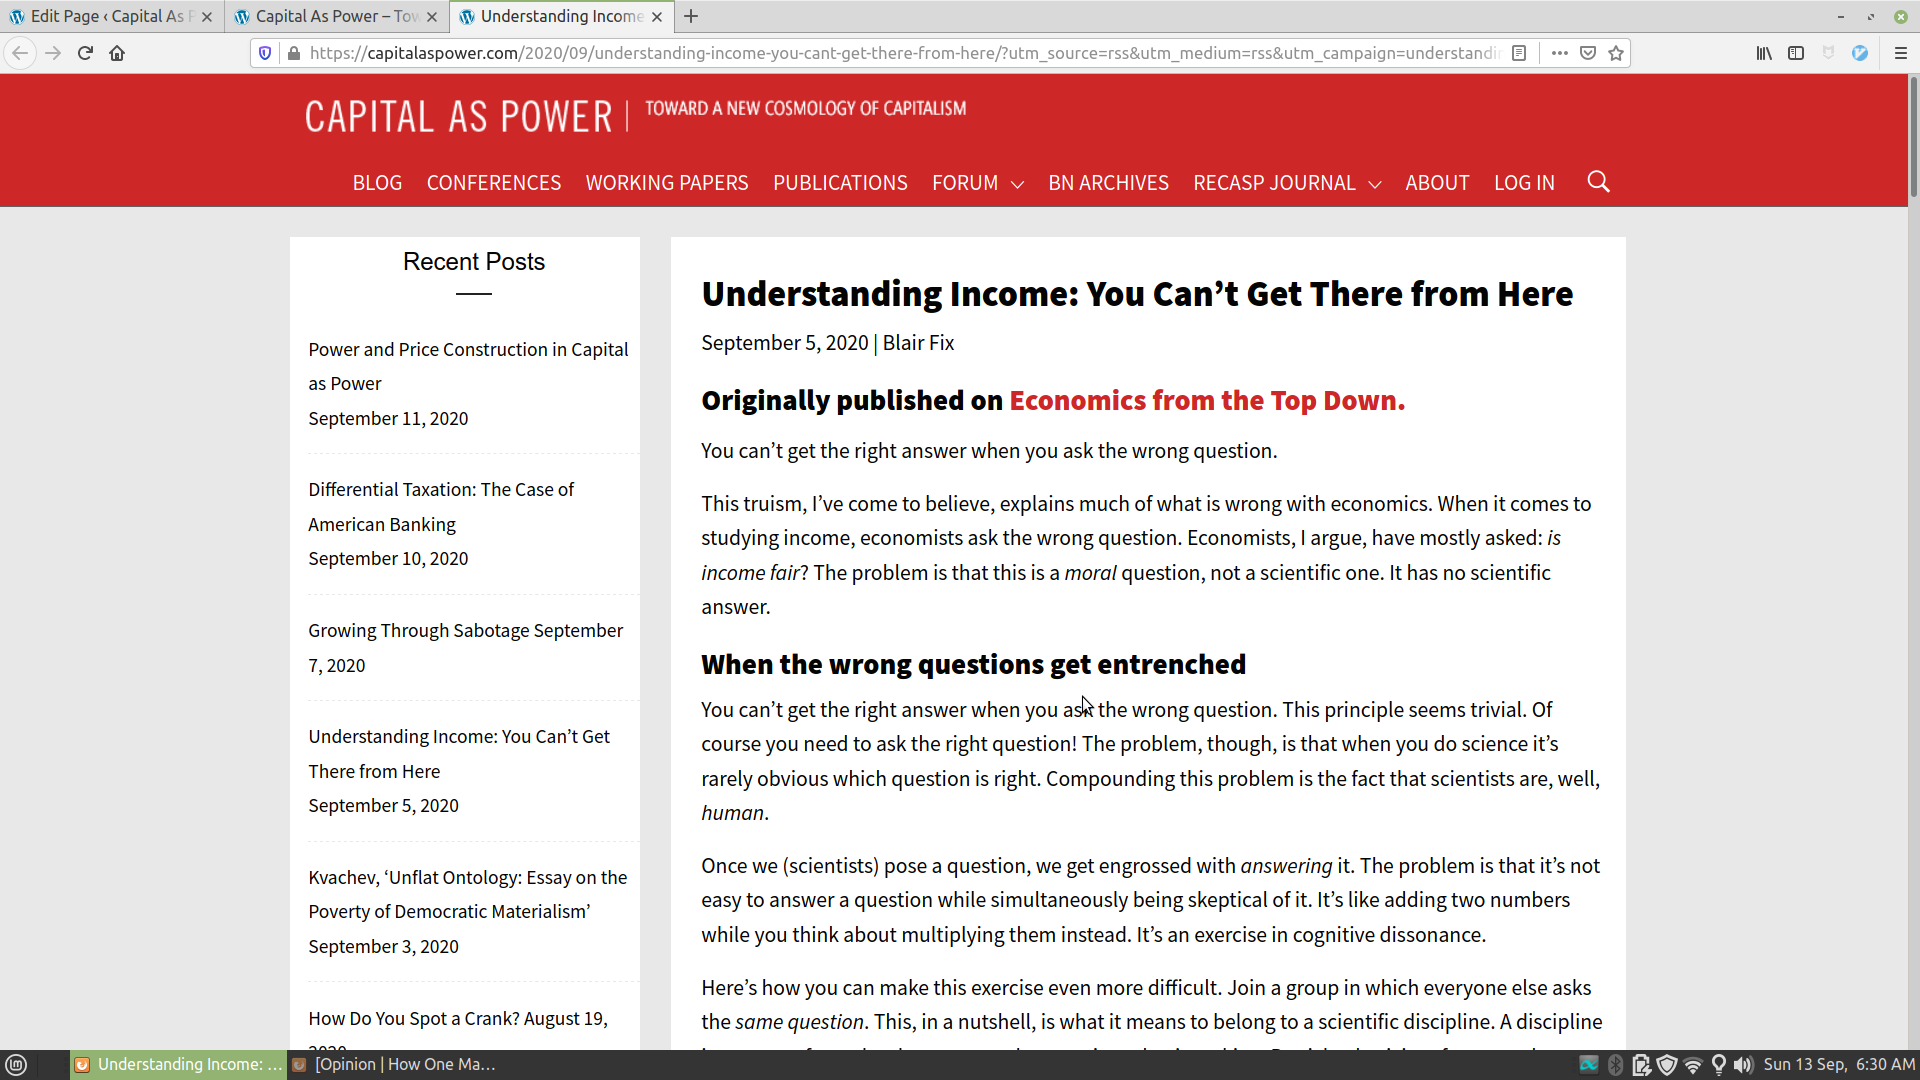 Edit Page ‹ Capital As P
Capital As Power – Tow
Understanding Income:
https://capitalaspower.com/2020/09/understanding-income-you-cant-get-there-from-here/?utm_source=rss&utm_medium=rss&utm_campaign=understandi
CAPITAL AS POWER | TOWARD A NEW COSMOLOGY OF CAPITALISM
BLOG CONFERENCES WORKING PAPERS PUBLICATIONS FORUM BN ARCHIVES RECASP JOURNAL ABOUT LOG IN
Recent Posts
Power and Price Construction in Capital
as Power
September 11, 2020
Differential Taxation: The Case of
American Banking
September 10, 2020
Growing Through Sabotage September
7, 2020
Understanding Income: You Can’t Get
There from Here
September 5, 2020
Kvachev, ‘Unflat Ontology: Essay on the
Poverty of Democratic Materialism’
September 3, 2020
How Do You Spot a Crank? August 19,
2020
Understanding Income: You Can’t Get There from Here
September 5, 2020 | Blair Fix
Originally published on Economics from the Top Down.
You can’t get the right answer when you ask the wrong question.
This truism, I’ve come to believe, explains much of what is wrong with economics. When it comes to
studying income, economists ask the wrong question. Economists, I argue, have mostly asked: is
income fair? The problem is that this is a moral question, not a scientific one. It has no scientific
answer.
When the wrong questions get entrenched
You can’t get the right answer when you ask the wrong question. This principle seems trivial. Of
course you need to ask the right question! The problem, though, is that when you do science it’s
rarely obvious which question is right. Compounding this problem is the fact that scientists are, well,
human.
Once we (scientists) pose a question, we get engrossed with answering it. The problem is that it’s not
easy to answer a question while simultaneously being skeptical of it. It’s like adding two numbers
while you think about multiplying them instead. It’s an exercise in cognitive dissonance.
Here’s how you can make this exercise even more difficult. Join a group in which everyone else asks
the same question. This, in a nutshell, is what it means to belong to a scientific discipline. A discipline
Understanding Income: ...
[Opinion | How One Ma...
Sun 13 Sep, 6:30 AM